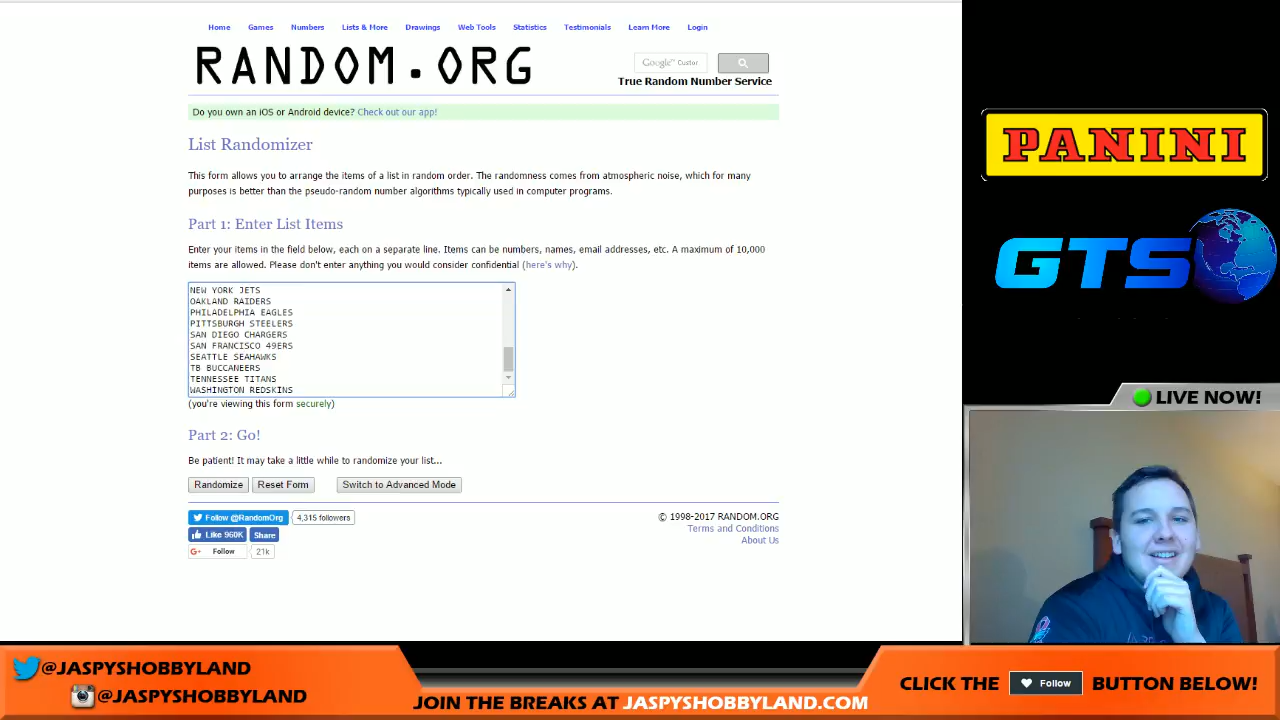 Home Games Numbers Lists & More Drawings Web Tools Statistics Testimonials Learn More Login
RANDOM.ORG
Google™ Custor
True Random Number Service
Do you own an iOS or Android device? Check out our app!
List Randomizer
This form allows you to arrange the items of a list in random order. The randomness comes from atmospheric noise, which for many
purposes is better than the pseudo-random number algorithms typically used in computer programs.
Part 1: Enter List Items
Enter your items in the field below, each on a separate line. Items can be numbers, names, email addresses, etc. A maximum of 10,000
items are allowed. Please don't enter anything you would consider confidential (here's why).
NEW YORK JETS
OAKLAND RAIDERS
PHILADELPHIA EAGLES
PITTSBURGH STEELERS
SAN DIEGO CHARGERS
SAN FRANCISCO 49ERS
SEATTLE SEAHAWKS
TB BUCCANEERS
TENNESSEE TITANS
WASHINGTON REDSKINS
(you're viewing this form securely)
Part 2: Go!
Be patient! It may take a little while to randomize your list...
Randomize Reset Form Switch to Advanced Mode
Follow @RandomOrg 4,315 followers
Like 960K Share
G+ Follow 21k
© 1998-2017 RANDOM.ORG
Terms and Conditions
About Us
PANINI
GTS
LIVE NOW!
@JASPYSHOBBYLAND
@JASPYSHOBBYLAND
JOIN THE BREAKS AT JASPYSHOBBYLAND.COM
CLICK THE Follow BUTTON BELOW!